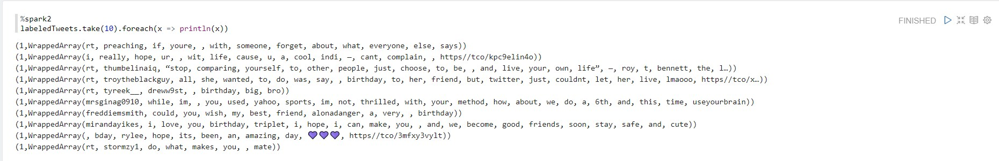 %spark2
labeledTweets.take(10).foreach(x => println(x))
FINISHED
(1,WrappedArray(rt, preaching, if, youre, , with, someone, forget, about, what, everyone, else, says))
(1,WrappedArray(i, really, hope, ur, , wit, life, cause, u, a, cool, indi, —, cant, complain, , https//tco/kpc9elin4o))
(1,WrappedArray(rt, thumbelinaiq, “stop, comparing, yourself, to, other, people, just, choose, to, be, , and, live, your, own, life”, —, roy, t, bennett, the, l…))
(1,WrappedArray(rt, troytheblackguy, all, she, wanted, to, do, was, say, , birthday, to, her, friend, but, twitter, just, couldnt, let, her, live, lmaooo, https//tco/x…))
(1,WrappedArray(rt, tyreek__, dreww9st, , birthday, big, bro))
(1,WrappedArray(mrsginag0910, while, im, , you, used, yahoo, sports, im, not, thrilled, with, your, method, how, about, we, do, a, 6th, and, this, time, useyourbrain))
(1,WrappedArray(freddiemsmith, could, you, wish, my, best, friend, alonadanger, a, very, , birthday))
(1,WrappedArray(mirandayikes, i, love, you, birthday, triplet, i, hope, i, can, make, you, , and, we, become, good, friends, soon, stay, safe, and, cute))
(1,WrappedArray(, bday, rylee, hope, its, been, an, amazing, day, 💜💜💜, https//tco/3mfxy3vylt))
(1,WrappedArray(rt, stormzy1, do, what, makes, you, , mate))